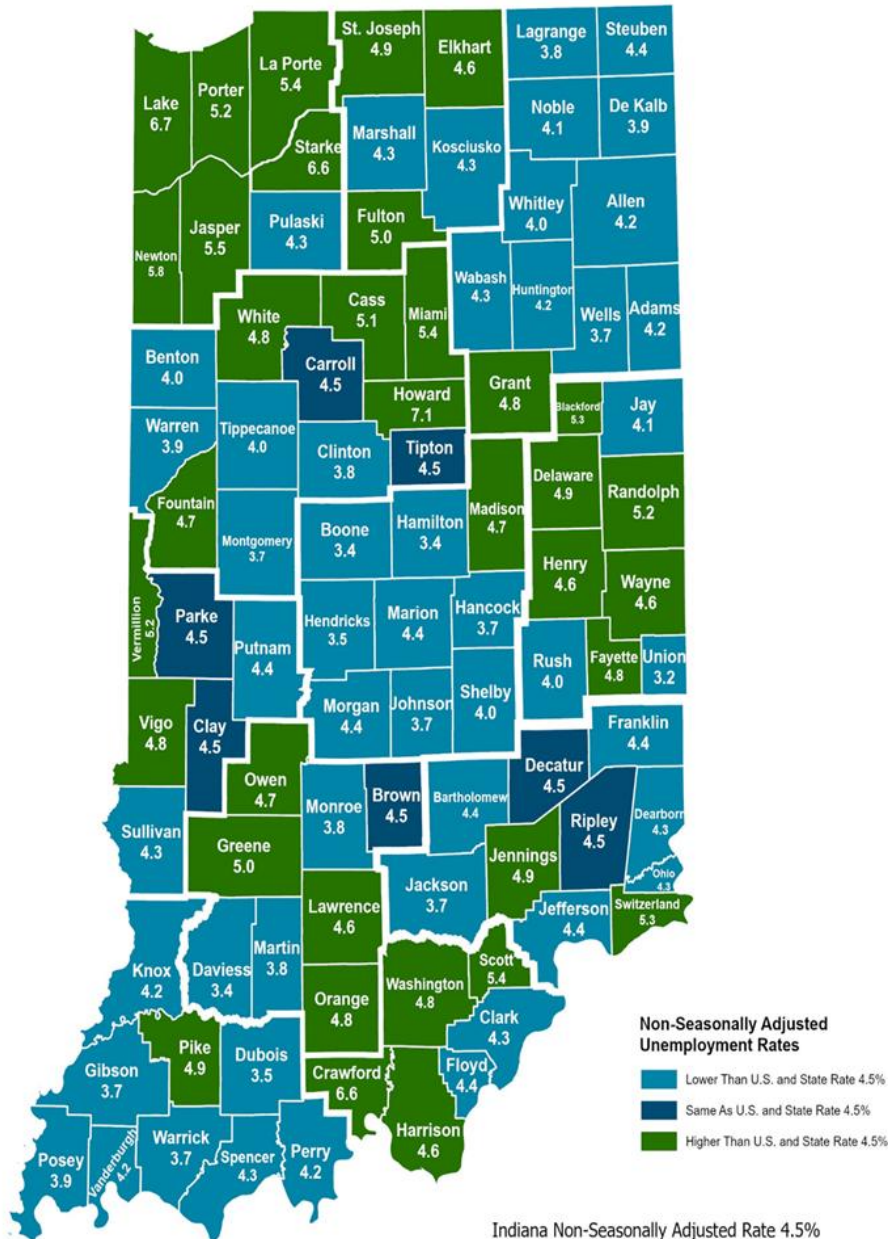 St. Joseph
4.9
Elkhart
4.6
Lagrange
3.8
Steuben
4.4
La Porte
5.4
Porter
5.2
Lake
6.7
Noble
4.1
De Kalb
3.9
Marshall
4.3
Kosciusko
4.3
Starke
6.6
Whitley
4.0
Allen
4.2
Pulaski
4.3
Fulton
5.0
Jasper
5.5
Newton
5.8
Wabash
4.3
Huntington
4.2
Wells
3.7
Adams
4.2
White
4.8
Cass
5.1
Miami
5.4
Benton
4.0
Carroll
4.5
Grant
4.8
Howard
7.1
Blackford
5.3
Jay
4.1
Warren
3.9
Tippecanoe
4.0
Clinton
3.8
Tipton
4.5
Delaware
4.9
Randolph
5.2
Fountain
4.7
Madison
4.7
Montgomery
3.7
Boone
3.4
Hamilton
3.4
Henry
4.6
Wayne
4.6
Vermillion
5.2
Parke
4.5
Putnam
4.4
Hendricks
3.5
Marion
4.4
Hancock
3.7
Rush
4.0
Fayette
4.8
Union
3.2
Vigo
4.8
Clay
4.5
Morgan
4.4
Johnson
3.7
Shelby
4.0
Franklin
4.4
Owen
4.7
Decatur
4.5
Monroe
3.8
Brown
4.5
Bartholomew
4.4
Dearborn
4.3
Sullivan
4.3
Greene
5.0
Ripley
4.5
Jennings
4.9
Ohio
4.3
Jackson
3.7
Lawrence
4.6
Jefferson
4.4
Switzerland
5.3
Knox
4.2
Daviess
3.4
Martin
3.8
Scott
5.4
Washington
4.8
Orange
4.8
Clark
4.3
Pike
4.9
Dubois
3.5
Gibson
3.7
Floyd
4.4
Crawford
6.6
Harrison
4.6
Posey
3.9
Vanderburgh
4.2
Warrick
3.7
Spencer
4.3
Perry
4.2
Non-Seasonally Adjusted
Unemployment Rates
Lower Than U.S. and State Rate 4.5%
Same As U.S. and State Rate 4.5%
Higher Than U.S. and State Rate 4.5%
Indiana Non-Seasonally Adjusted Rate 4.5%